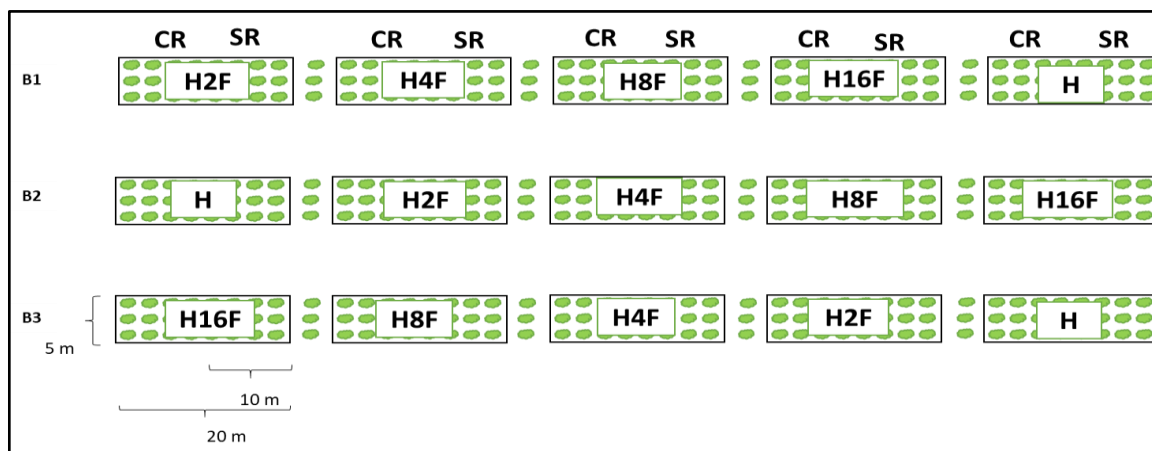 CR SR CR SR CR SR CR SR CR SR
B1 H2F H4F H8F H16F H
B2 H H2F H4F H8F H16F
B3 H16F H8F H4F H2F H
5 m
10 m
20 m